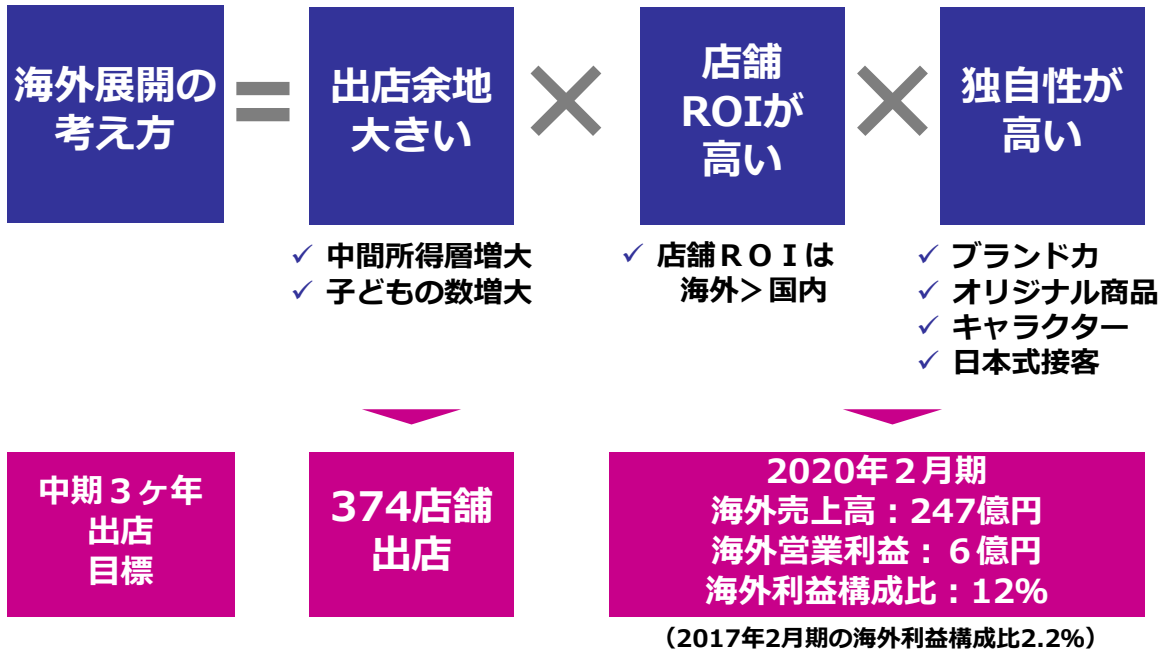 海外展開の
考え方
=
出店余地
大きい
×
店舗
ROIが
高い
×
独自性が
高い
✓ 中間所得層増大
✓ 子どもの数増大
✓ 店舗ＲＯＩは
海外＞国内
✓ ブランド力
✓ オリジナル商品
✓ キャラクター
✓ 日本式接客
中期３ヶ年
出店
目標
374店舗
出店
2020年２月期
海外売上高：247億円
海外営業利益：６億円
海外利益構成比：12%
（2017年2月期の海外利益構成比2.2%）